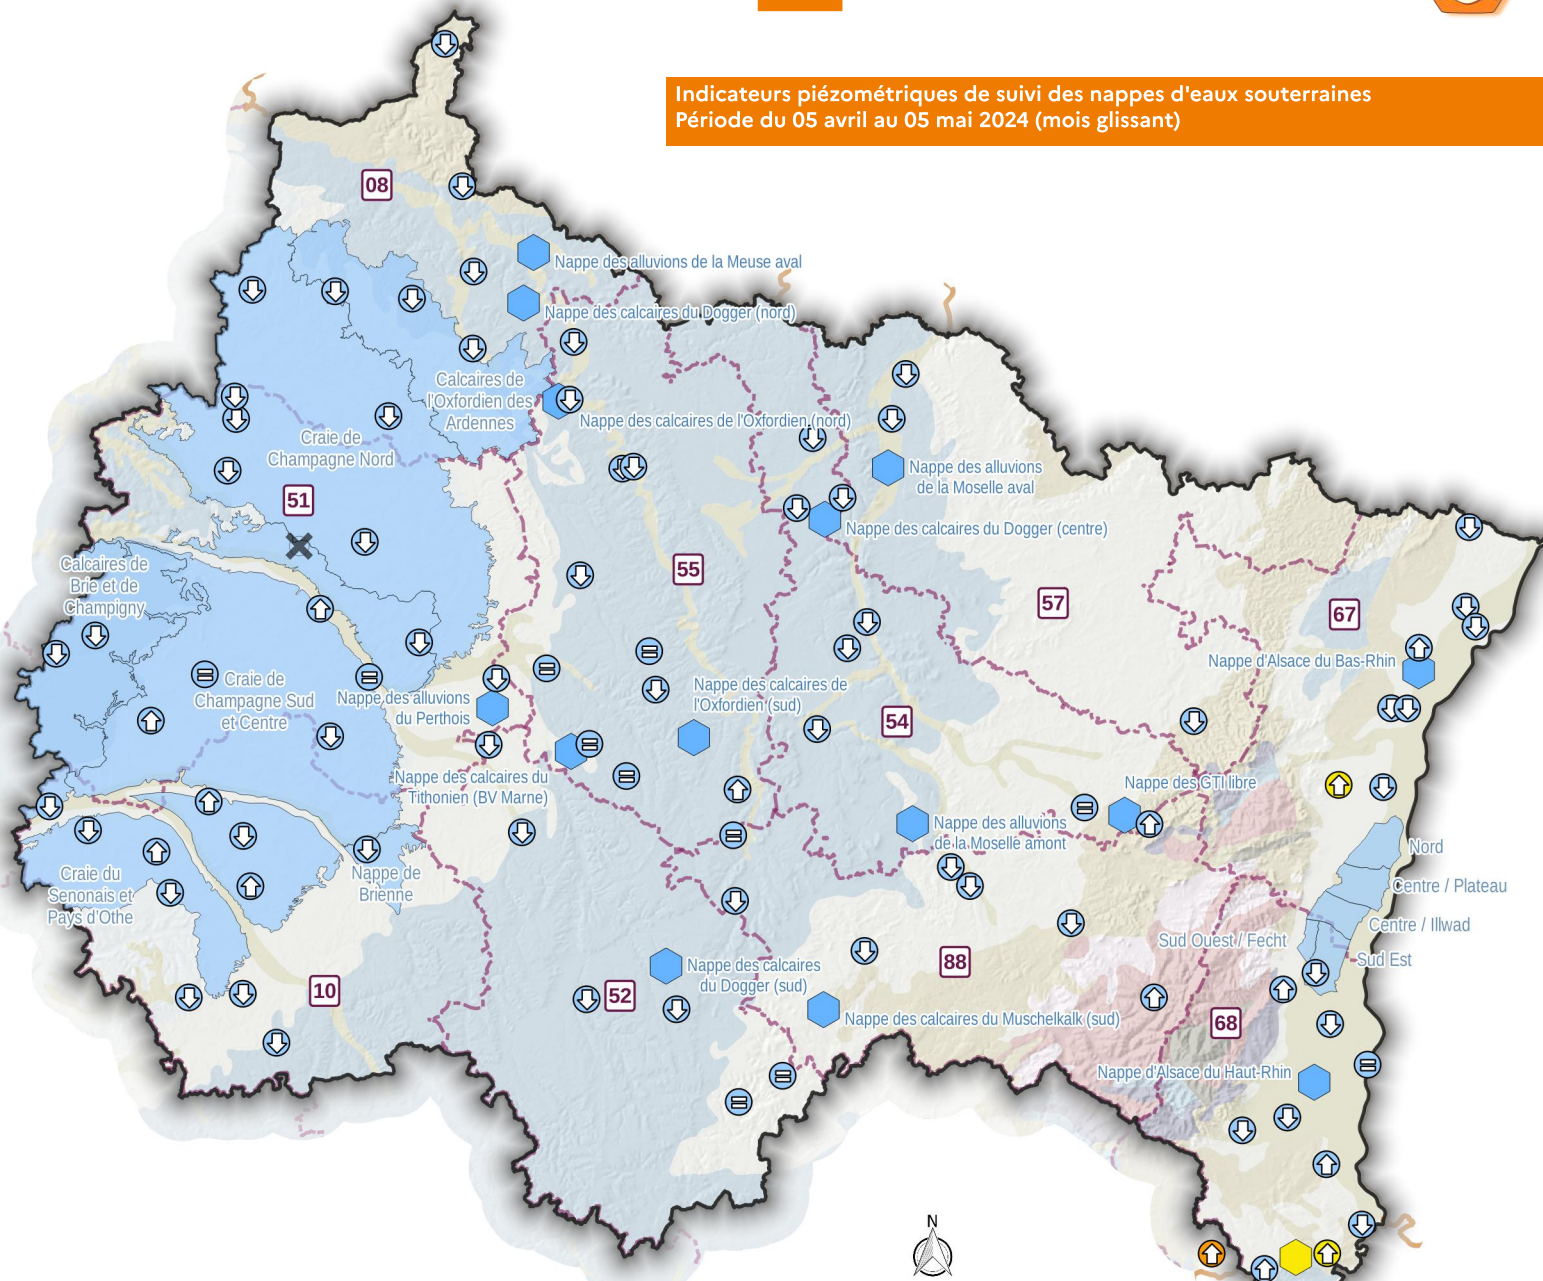 Indicateurs piézométriques de suivi des nappes d'eaux souterraines
Période du 05 avril au 05 mai 2024 (mois glissant)
08
Nappe des alluvions de la Meuse aval
Nappe des calcaires du Dogger (nord)
Calcaires de
l'Oxfordien des
Ardennes
Nappe des calcaires de l'Oxfordien (nord)
Craie de
Champagne Nord
Nappe des alluvions
de la Moselle aval
51
Nappe des calcaires du Dogger (centre)
Calcaires de
Brie et de
Champigny
55
57
67
Nappe d'Alsace du Bas-Rhin
Craie de
Champagne Sud
et Centre
Nappe des alluvions
du Perthois
Nappe des calcaires de
l'Oxfordien (sud)
54
Nappe des calcaires du
Tithonien (BV Marne)
Nappe des GTI libre
Nappe des alluvions
de la Moselle amont
Nord
Craie du
Senonais et
Pays d'Othe
Nappe de
Brienne
Centre / Plateau
Centre / Illwad
Sud Ouest / Fecht
Sud Est
88
Nappe des calcaires
du Dogger (sud)
10
52
Nappe des calcaires du Muschelkalk (sud)
68
Nappe d'Alsace du Haut-Rhin
N